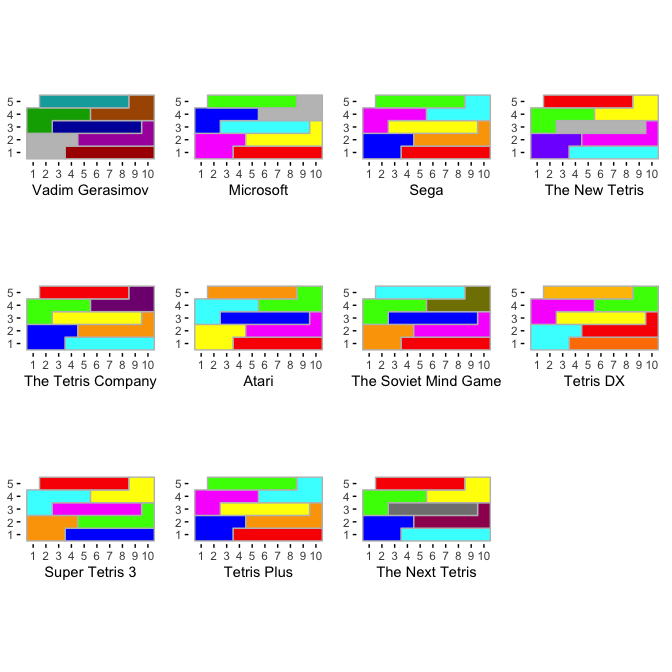 5
4
3
2
1
1 2 3 4 5 6 7 8 9 10
Vadim Gerasimov
5
4
3
2
1
1 2 3 4 5 6 7 8 9 10
Microsoft
5
4
3
2
1
1 2 3 4 5 6 7 8 9 10
Sega
5
4
3
2
1
1 2 3 4 5 6 7 8 9 10
The New Tetris
5
4
3
2
1
1 2 3 4 5 6 7 8 9 10
The Tetris Company
5
4
3
2
1
1 2 3 4 5 6 7 8 9 10
Atari
5
4
3
2
1
1 2 3 4 5 6 7 8 9 10
The Soviet Mind Game
5
4
3
2
1
1 2 3 4 5 6 7 8 9 10
Tetris DX
5
4
3
2
1
1 2 3 4 5 6 7 8 9 10
Super Tetris 3
5
4
3
2
1
1 2 3 4 5 6 7 8 9 10
Tetris Plus
5
4
3
2
1
1 2 3 4 5 6 7 8 9 10
The Next Tetris